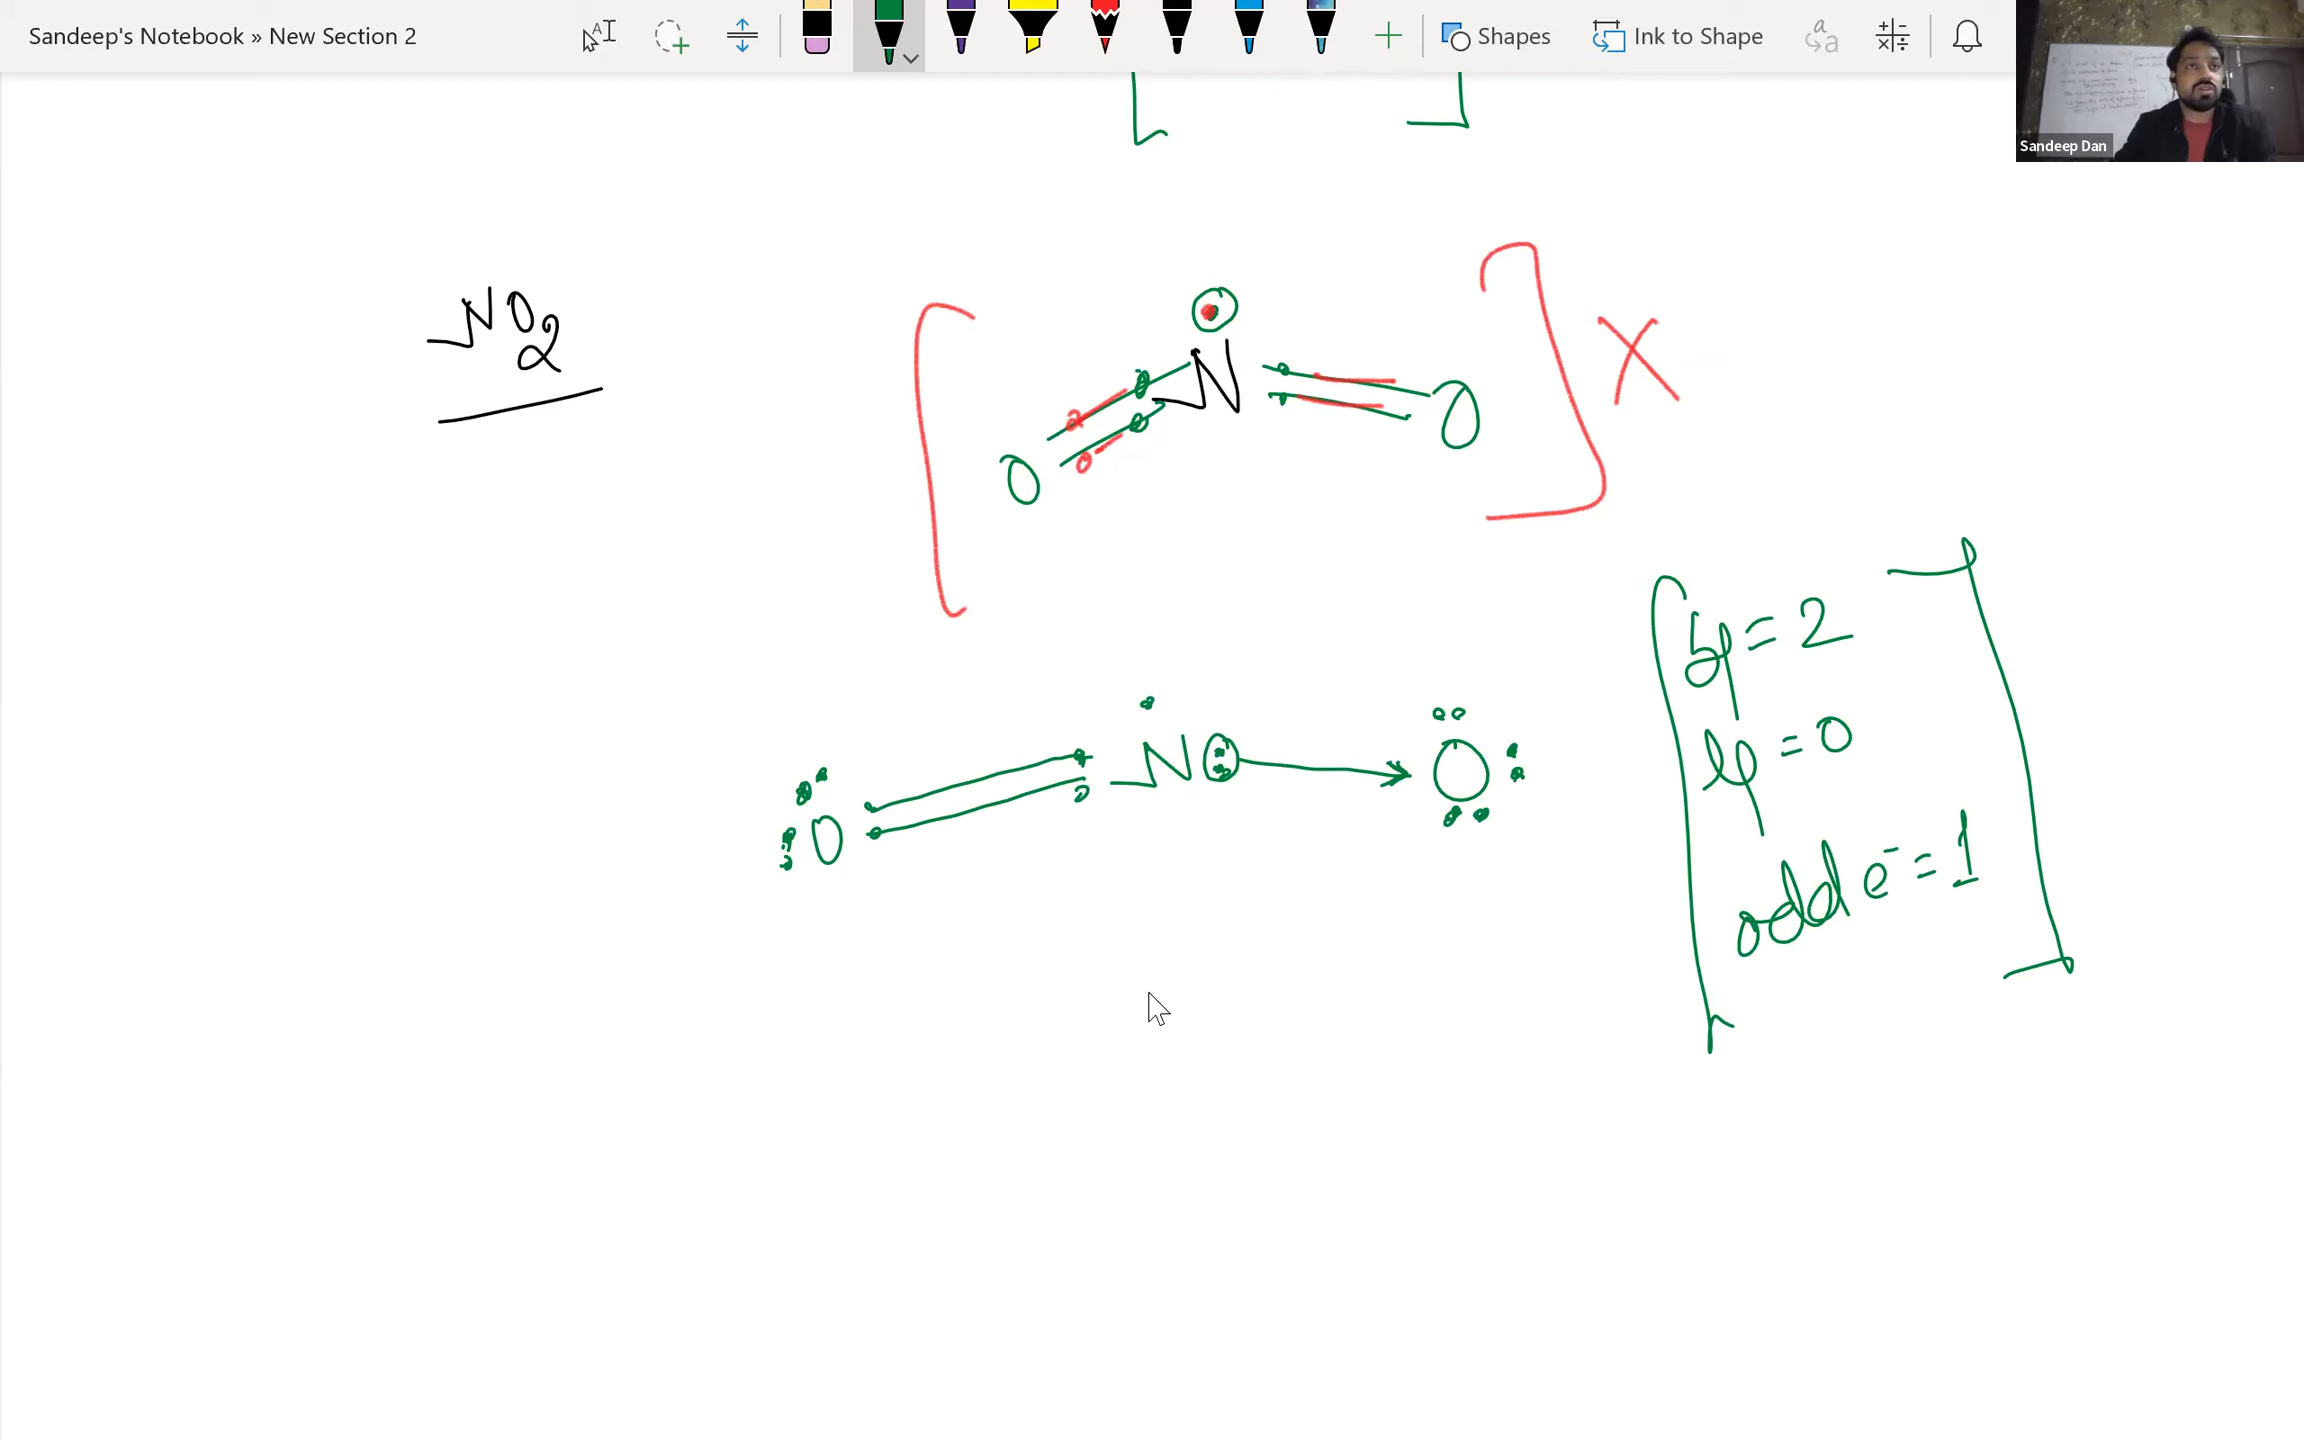 Sandeep's Notebook » New Section 2
Shapes
Ink to Shape
Sandeep Dan
NO2
N
O
O
X
O
N
O
bp = 2
lp = 0
odd e⁻ = 1